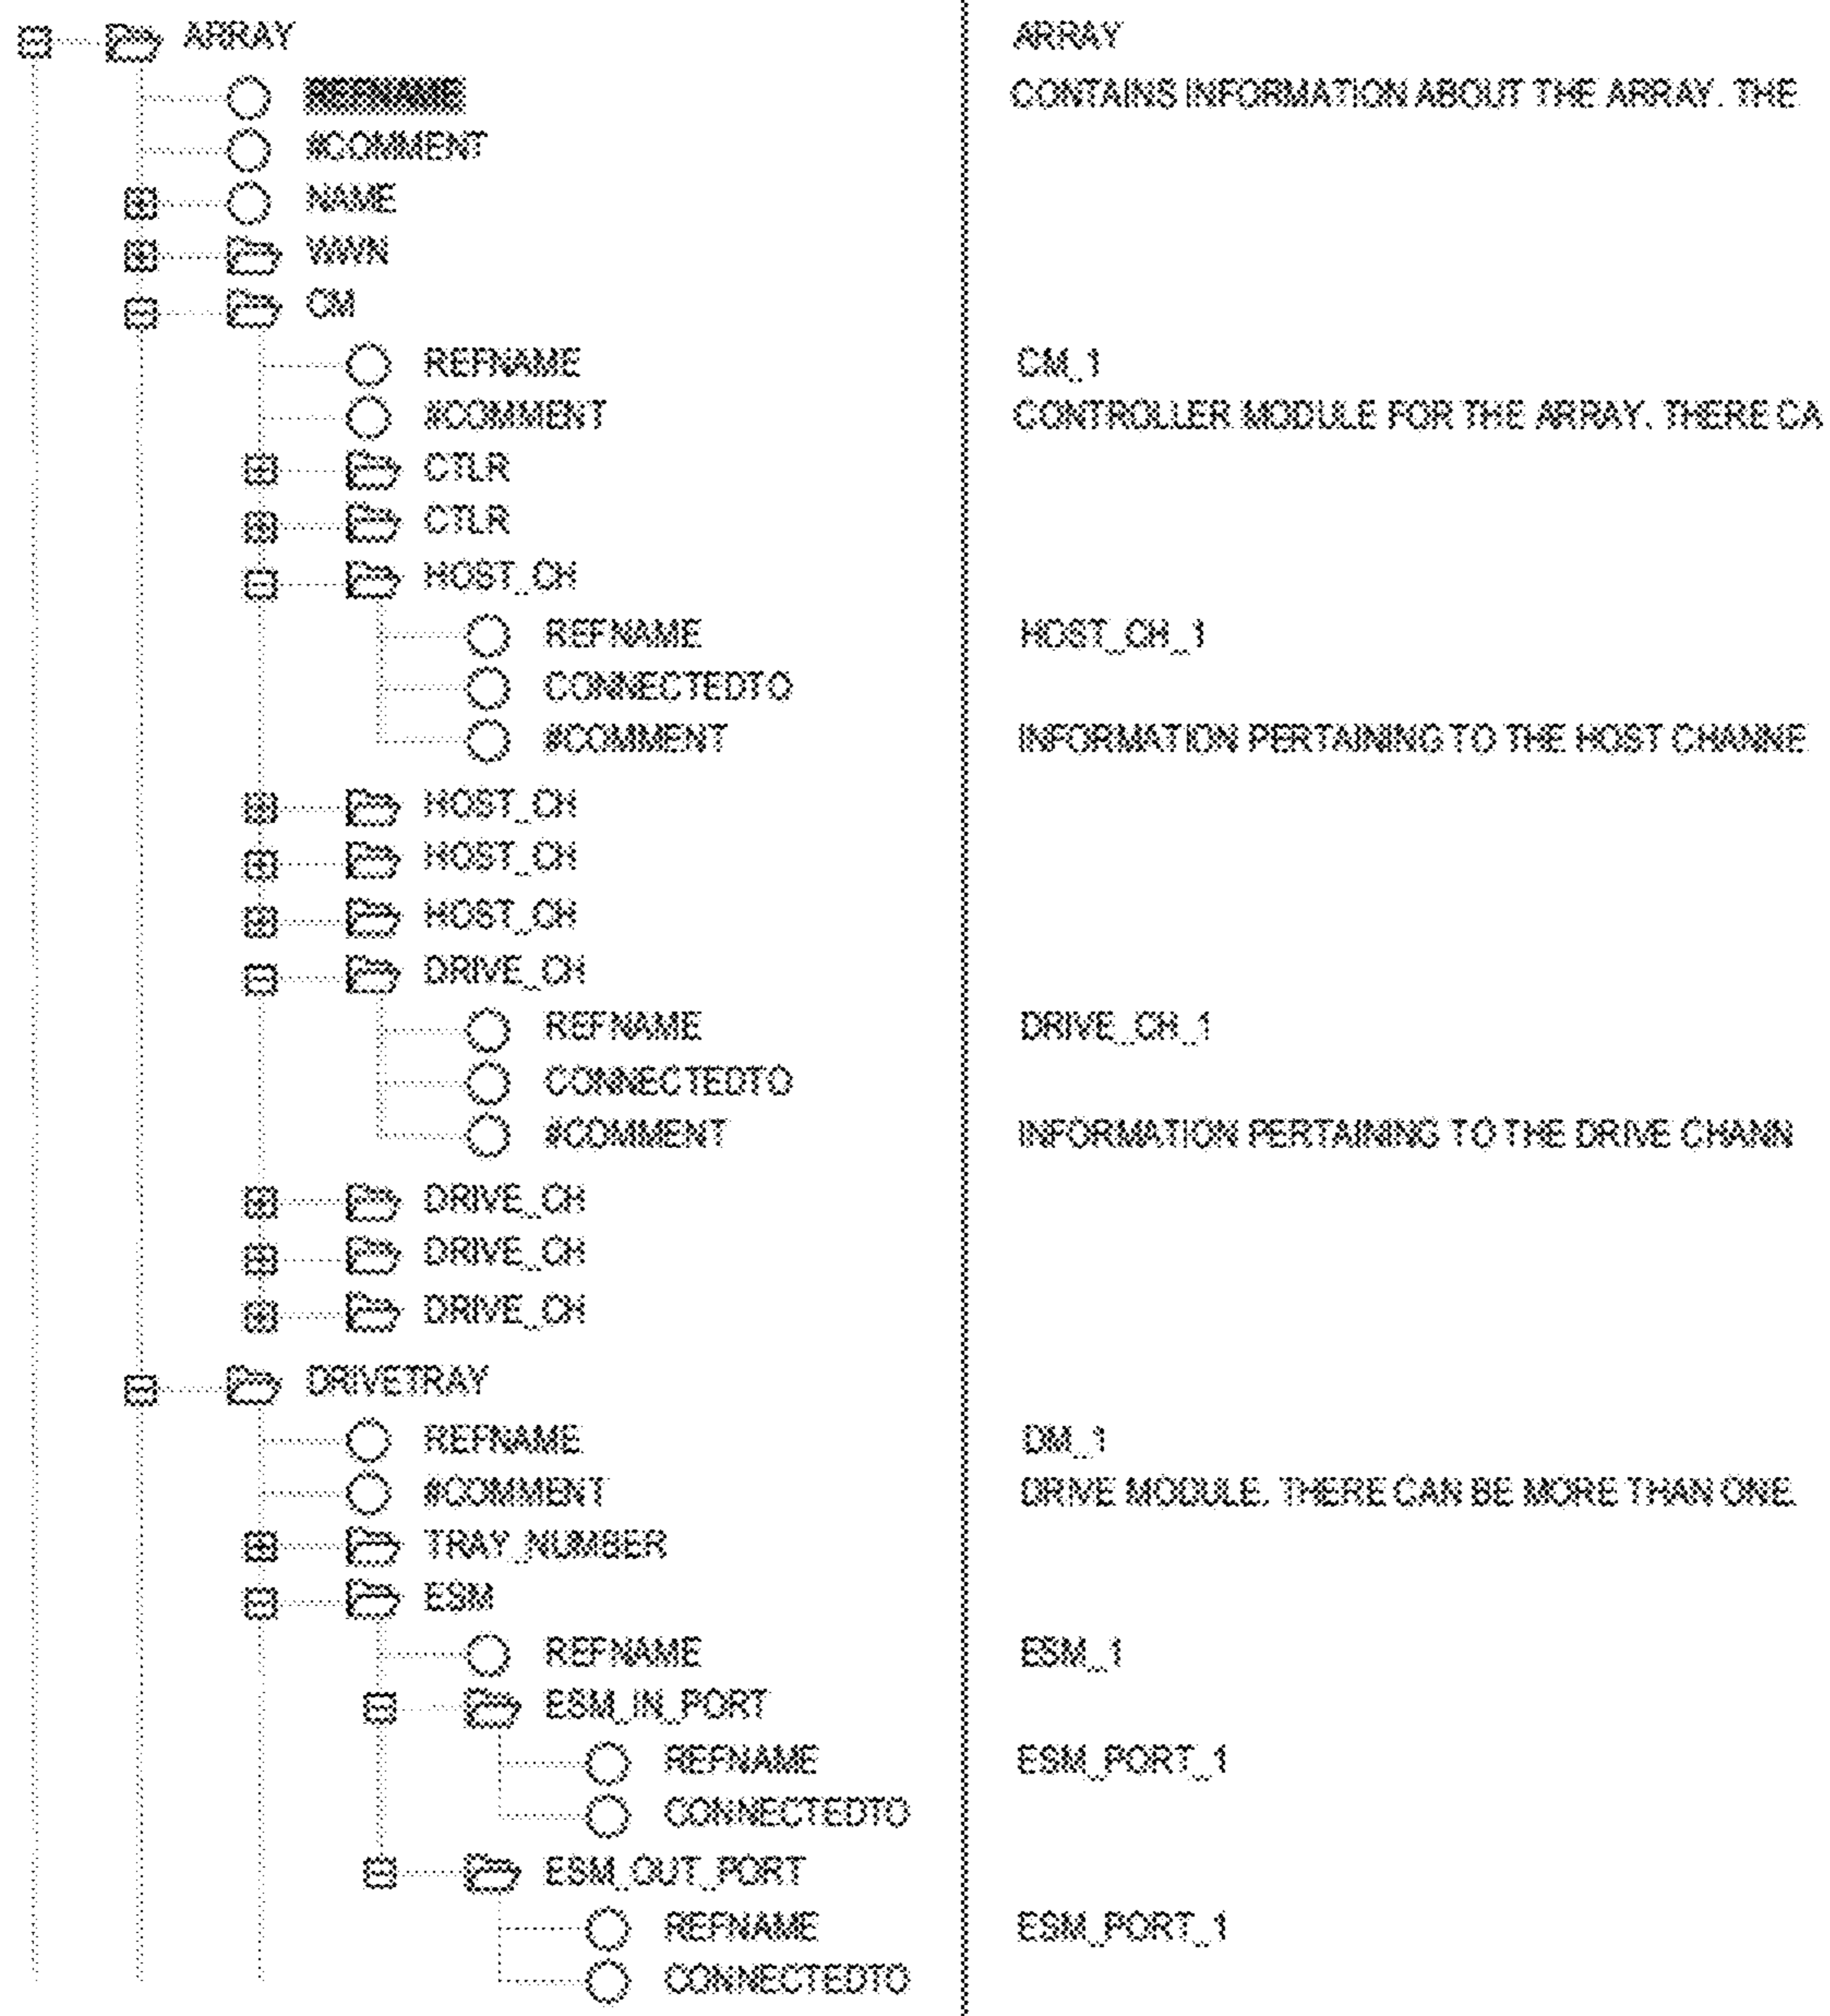 ARRAY ARRAY
REFNAME CONTAINS INFORMATION ABOUT THE ARRAY. THE
#COMMENT
NAME
WWN
CM
REFNAME CM_1
#COMMENT CONTROLLER MODULE FOR THE ARRAY. THERE CA
CTLR
CTLR
HOST_CH
REFNAME HOST_CH_1
CONNECTEDTO
#COMMENT INFORMATION PERTAINING TO THE HOST CHANNE
HOST_CH
HOST_CH
HOST_CH
DRIVE_CH
REFNAME DRIVE_CH_1
CONNECTEDTO
#COMMENT INFORMATION PERTAINING TO THE DRIVE CHANN
DRIVE_CH
DRIVE_CH
DRIVE_CH
DRIVETRAY
REFNAME DM_1
#COMMENT DRIVE MODULE. THERE CAN BE MORE THAN ONE.
TRAY_NUMBER
ESM
REFNAME ESM_1
ESM_IN_PORT
REFNAME ESM_PORT_1
CONNECTEDTO
ESM_OUT_PORT
REFNAME ESM_PORT_1
CONNECTEDTO